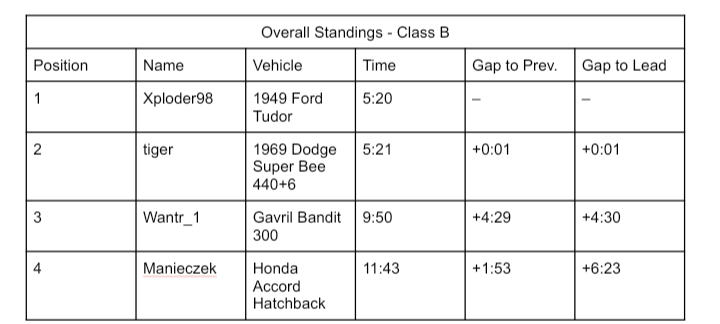 Overall Standings - Class B
Position Name Vehicle Time Gap to Prev. Gap to Lead
1 Xploder98 1949 Ford 5:20 – –
Tudor
2 tiger 1969 Dodge 5:21 +0:01 +0:01
Super Bee
440+6
3 Wantr_1 Gavril Bandit 9:50 +4:29 +4:30
300
4 Manieczek Honda 11:43 +1:53 +6:23
Accord
Hatchback